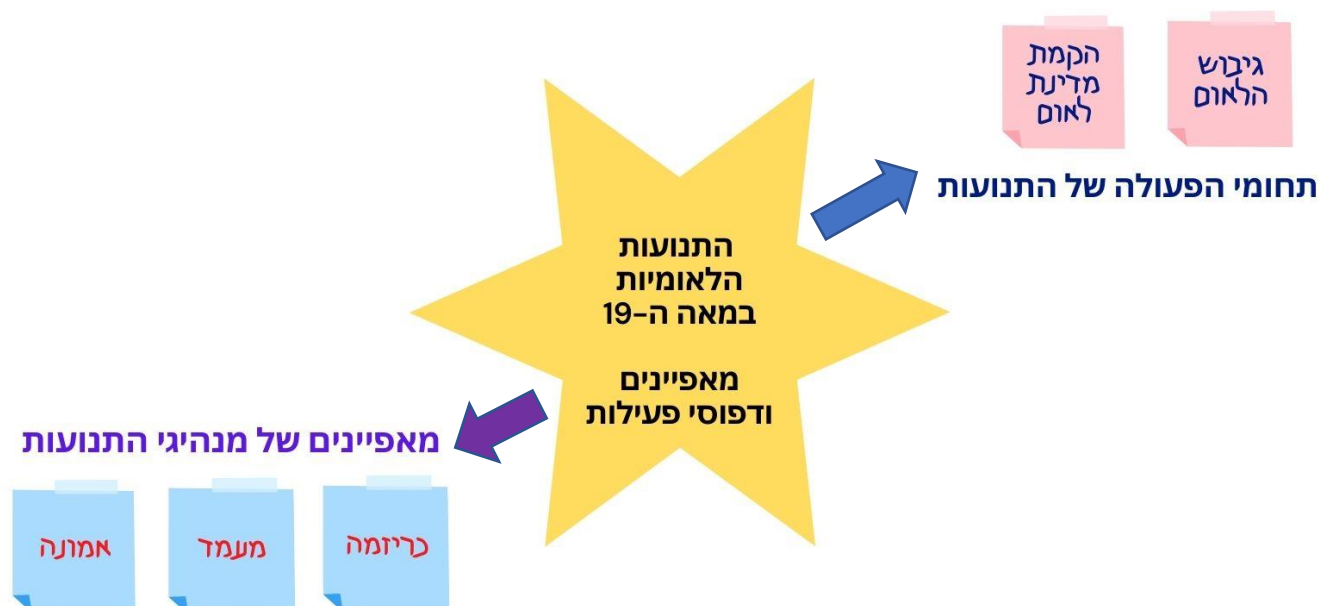 הקמת
מדינת
לאום
גיבוש
הלאום
תחומי הפעולה של התנועות
התנועות
הלאומיות
במאה ה-19
מאפיינים
ודפוסי פעילות
מאפיינים של מנהיגי התנועות
כריזמה
מעמד
אמונה